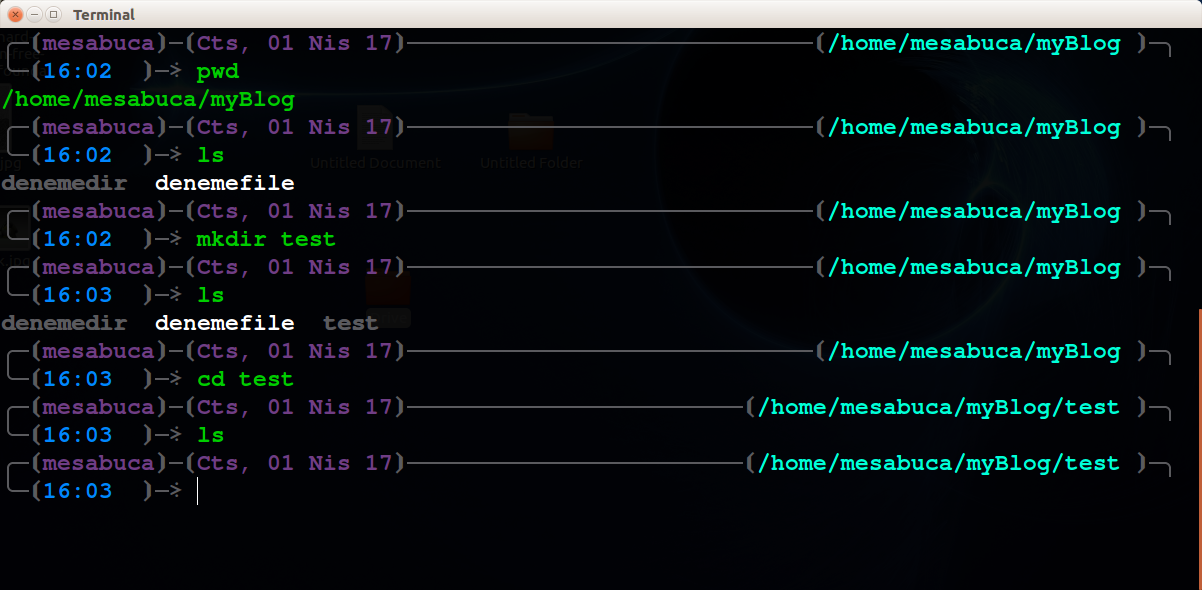 Terminal
(mesabuca)-(Cts, 01 Nis 17) (/home/mesabuca/myBlog )
(16:02 )-> pwd
/home/mesabuca/myBlog
(mesabuca)-(Cts, 01 Nis 17) (/home/mesabuca/myBlog )
(16:02 )-> ls
Untitled Document Untitled Folder
denemedir denemefile
(mesabuca)-(Cts, 01 Nis 17) (/home/mesabuca/myBlog )
(16:02 )-> mkdir test
(mesabuca)-(Cts, 01 Nis 17) (/home/mesabuca/myBlog )
(16:03 )-> ls
denemedir denemefile test
(mesabuca)-(Cts, 01 Nis 17) (/home/mesabuca/myBlog )
(16:03 )-> cd test
(mesabuca)-(Cts, 01 Nis 17) (/home/mesabuca/myBlog/test )
(16:03 )-> ls
(mesabuca)-(Cts, 01 Nis 17) (/home/mesabuca/myBlog/test )
(16:03 )->